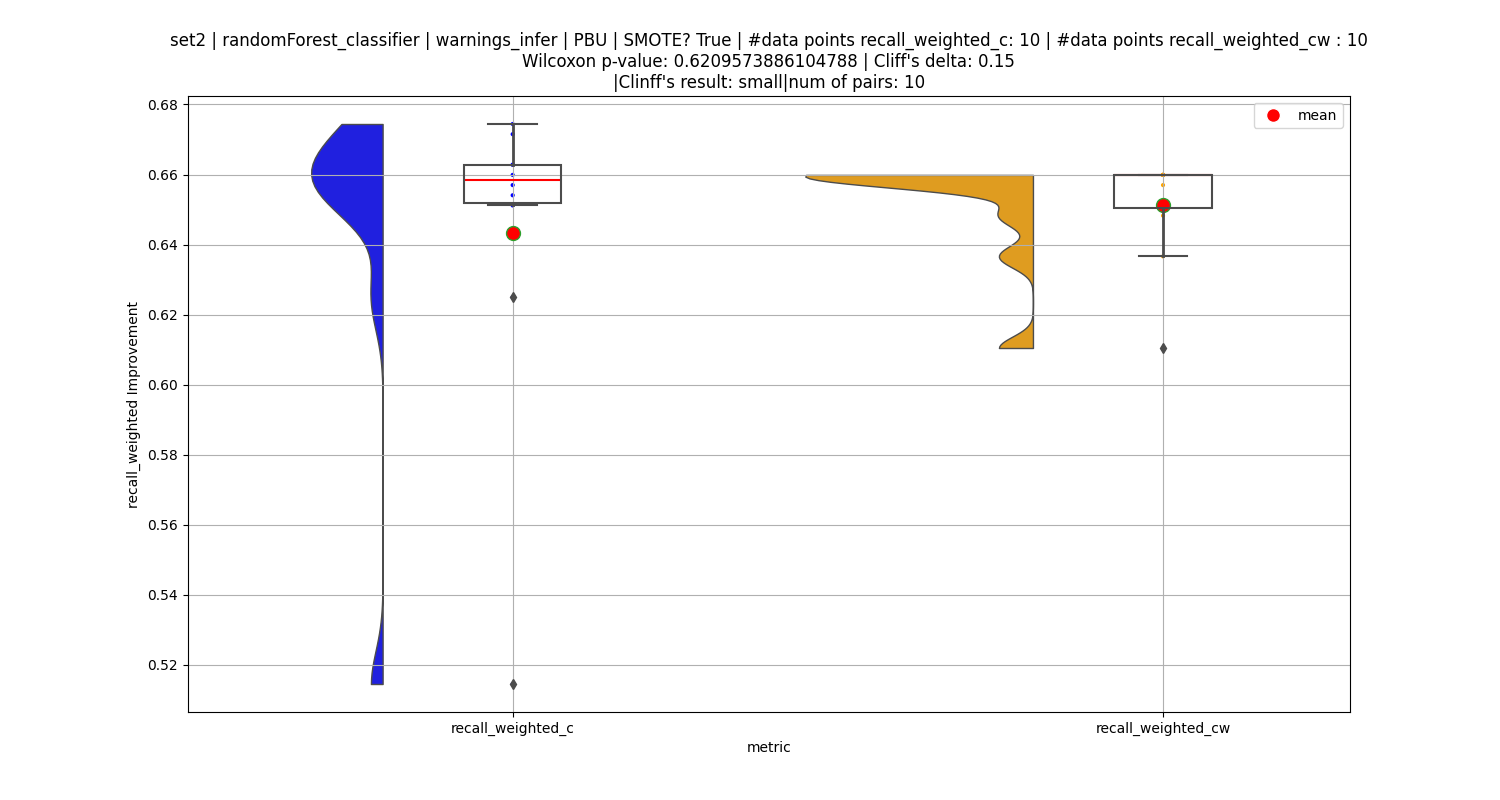 set2 | randomForest_classifier | warnings_infer | PBU | SMOTE? True | #data points recall_weighted_c: 10 | #data points recall_weighted_cw : 10
Wilcoxon p-value: 0.6209573886104788 | Cliff's delta: 0.15
|Clinff's result: small|num of pairs: 10
mean
0.68
0.66
0.64
0.62
0.60
0.58
0.56
0.54
0.52
recall_weighted Improvement
recall_weighted_c
recall_weighted_cw
metric